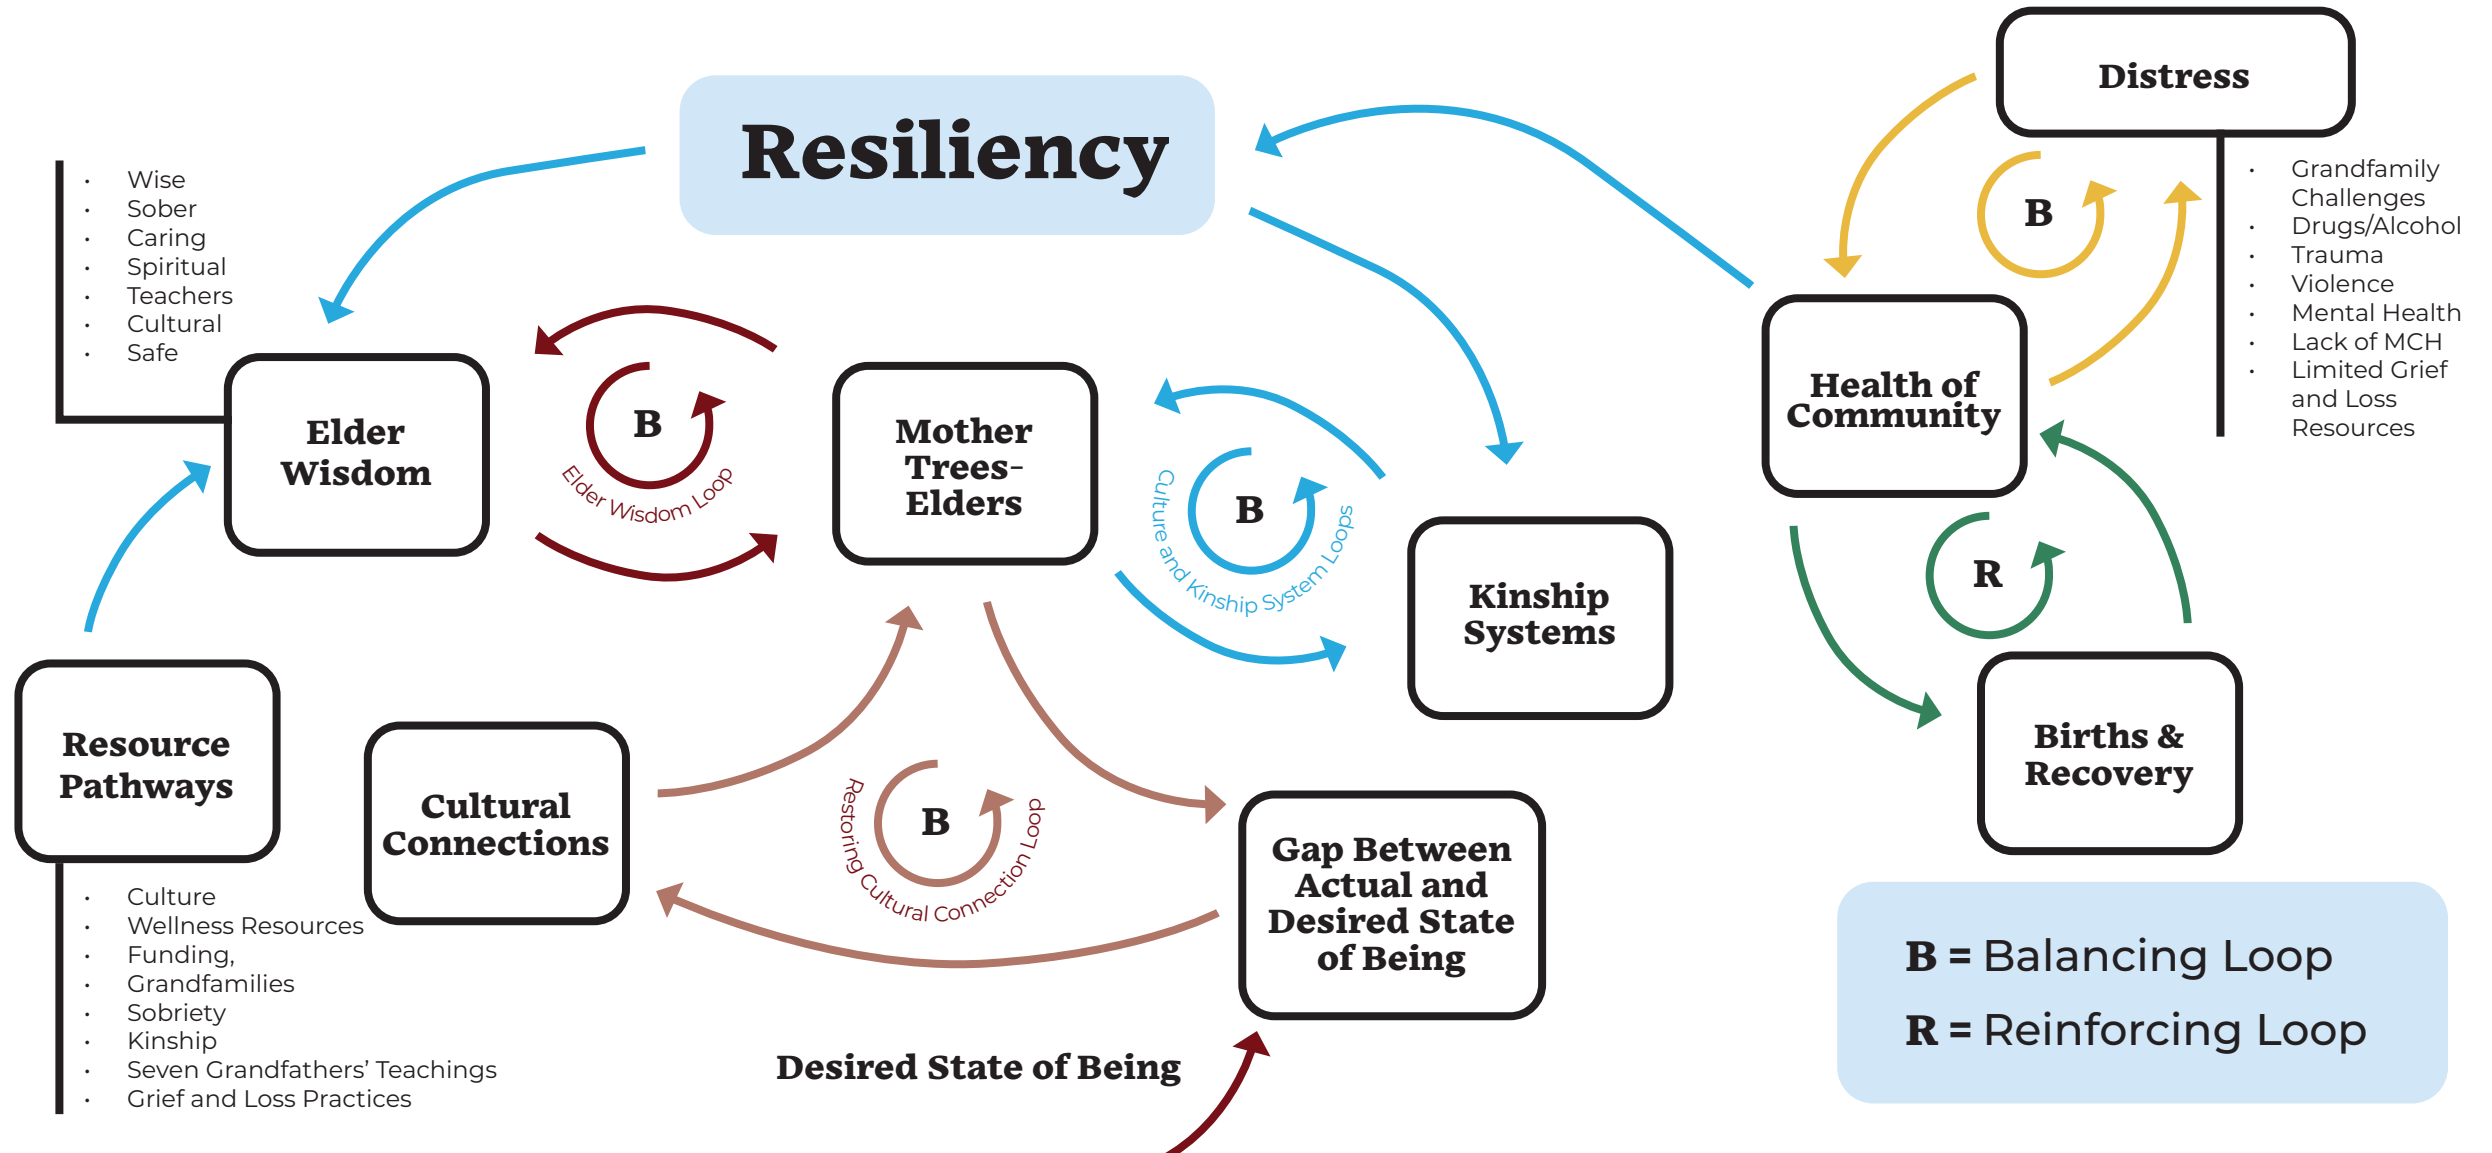 Resiliency
Distress
• Grandfamily
Challenges
• Drugs/Alcohol
• Trauma
• Violence
• Mental Health
• Lack of MCH
• Limited Grief
and Loss
Resources
B
• Wise
• Sober
• Caring
• Spiritual
• Teachers
• Cultural
• Safe
Elder
Wisdom
B
Elder Wisdom Loop
Mother
Trees-
Elders
B
Culture and Kinship System Loops
Kinship
Systems
Health of
Community
R
Births &
Recovery
Resource
Pathways
• Culture
• Wellness Resources
• Funding,
• Grandfamilies
• Sobriety
• Kinship
• Seven Grandfathers’ Teachings
• Grief and Loss Practices
Cultural
Connections
B
Restoring Cultural Connection Loop
Gap Between
Actual and
Desired State
of Being
Desired State of Being
B = Balancing Loop
R = Reinforcing Loop